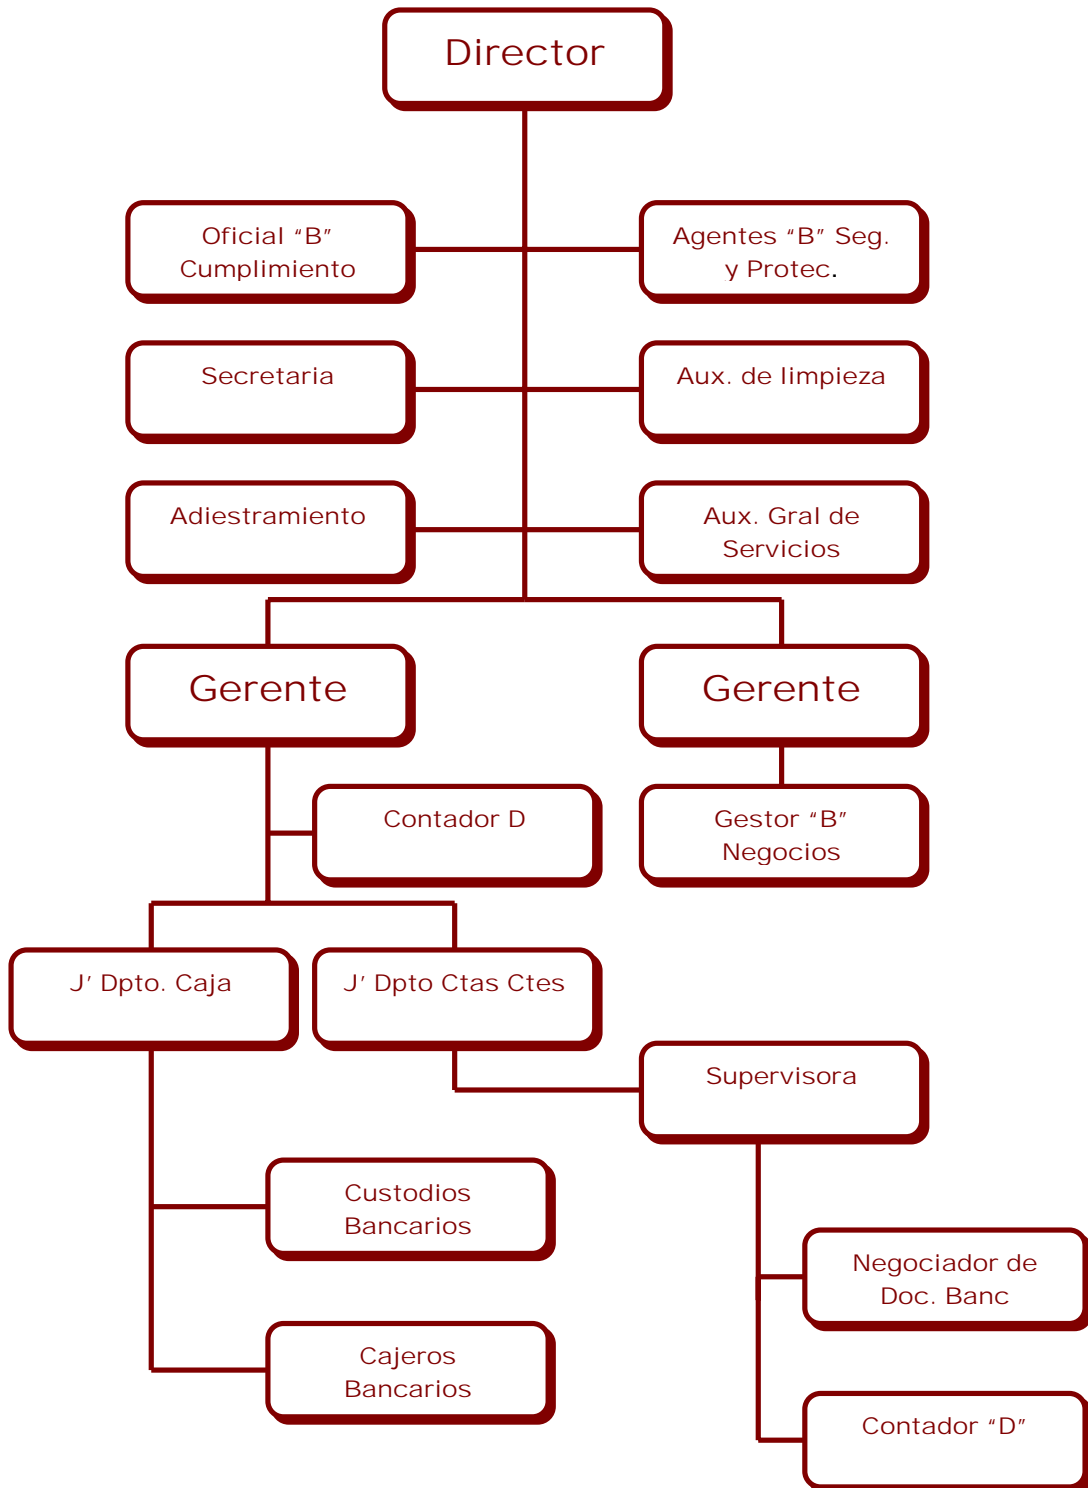 Director
Oficial “B”
Cumplimiento
Agentes “B” Seg.
y Protec.
Secretaria
Aux. de limpieza
Adiestramiento
Aux. Gral de
Servicios
Gerente
Gerente
Contador D
Gestor “B”
Negocios
J’ Dpto. Caja
J’ Dpto Ctas Ctes
Supervisora
Custodios
Bancarios
Negociador de
Doc. Banc
Cajeros
Bancarios
Contador “D”